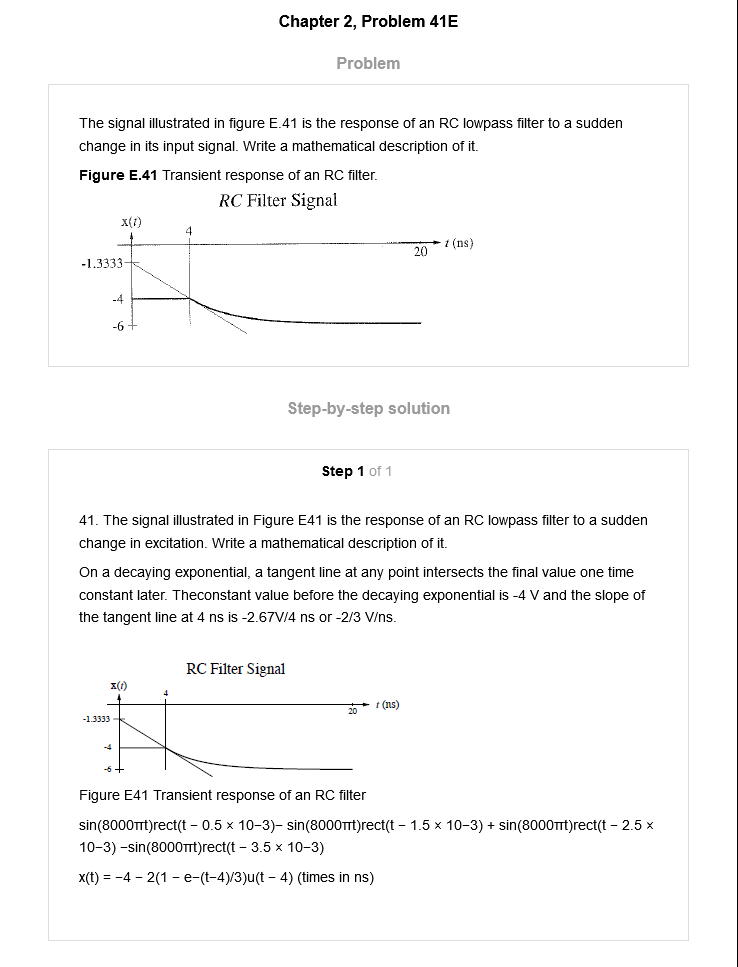 Chapter 2, Problem 41E
Problem
The signal illustrated in figure E.41 is the response of an RC lowpass filter to a sudden
change in its input signal. Write a mathematical description of it.
Figure E.41 Transient response of an RC filter.
RC Filter Signal
x(t)
4
t (ns)
20
-1.3333
-4
-6
Step-by-step solution
Step 1 of 1
41. The signal illustrated in Figure E41 is the response of an RC lowpass filter to a sudden
change in excitation. Write a mathematical description of it.
On a decaying exponential, a tangent line at any point intersects the final value one time
constant later. Theconstant value before the decaying exponential is -4 V and the slope of
the tangent line at 4 ns is -2.67V/4 ns or -2/3 V/ns.
RC Filter Signal
x(t)
4
t (ns)
20
-1.3333
-4
-6
Figure E41 Transient response of an RC filter
sin(8000πt)rect(t − 0.5 × 10−3)− sin(8000πt)rect(t − 1.5 × 10−3) + sin(8000πt)rect(t − 2.5 ×
10−3) −sin(8000πt)rect(t − 3.5 × 10−3)
x(t) = −4 − 2(1 − e−(t−4)/3)u(t − 4) (times in ns)